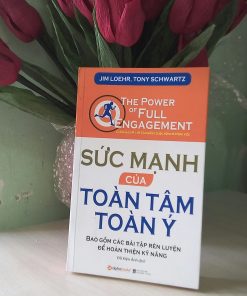 JIM LOEHR, TONY SCHWARTZ
THE POWER
OF FULL
ENGAGEMENT
SỨC MẠNH
CỦA
TOÀN TÂM
TOÀN Ý
BAO GỒM CÁC BÀI TẬP RÈN LUYỆN
ĐỂ HOÀN THIỆN KỸ NĂNG